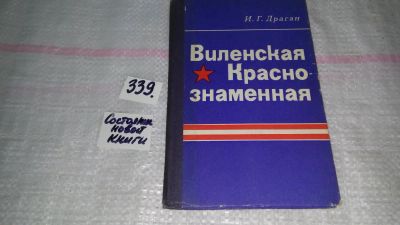 И. Г. Драган
Виленская
Красно-
знаменная
339.
Состояние
новой
книги